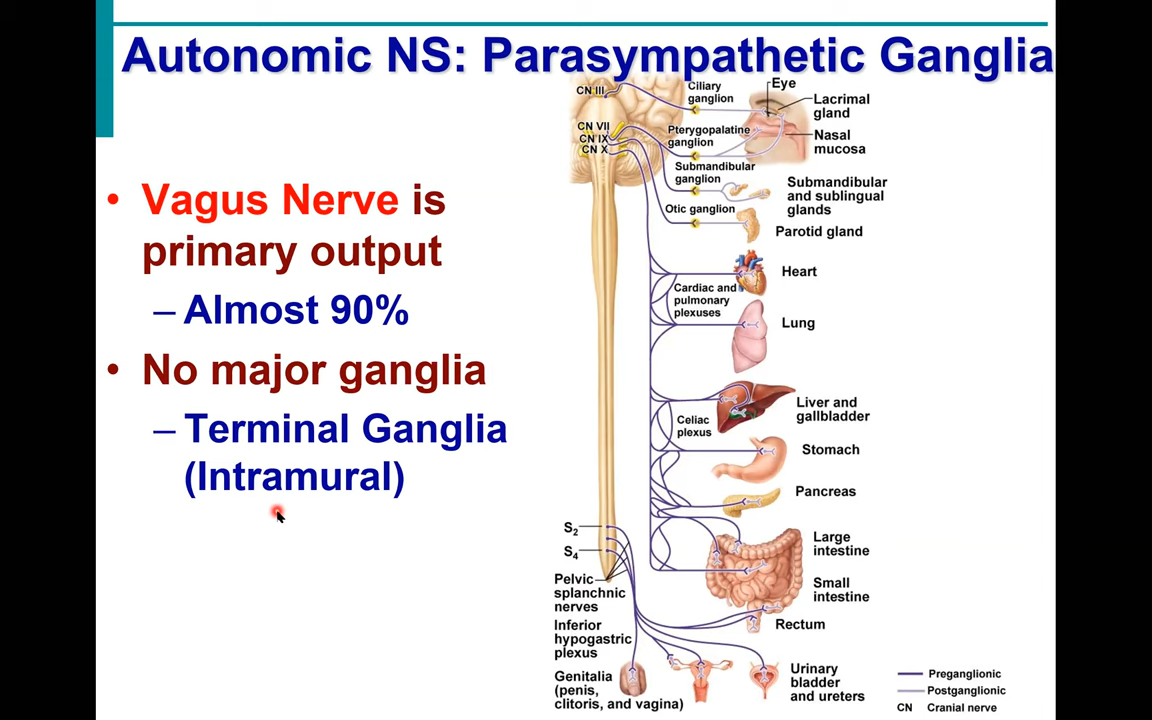 Autonomic NS: Parasympathetic Ganglia
• Vagus Nerve is
primary output
– Almost 90%
• No major ganglia
– Terminal Ganglia
(Intramural)
CN III
CN VII
CN IX
CN X
Ciliary
ganglion
Eye
Lacrimal
gland
Pterygopalatine
ganglion
Nasal
mucosa
Submandibular
ganglion
Submandibular
and sublingual
glands
Otic ganglion
Parotid gland
Heart
Cardiac and
pulmonary
plexuses
Lung
Liver and
gallbladder
Celiac
plexus
Stomach
Pancreas
Large
intestine
Small
intestine
S2
S4
Pelvic
splanchnic
nerves
Rectum
Inferior
hypogastric
plexus
Genitalia
(penis,
clitoris, and vagina)
Urinary
bladder
and ureters
Preganglionic
Postganglionic
CN Cranial nerve